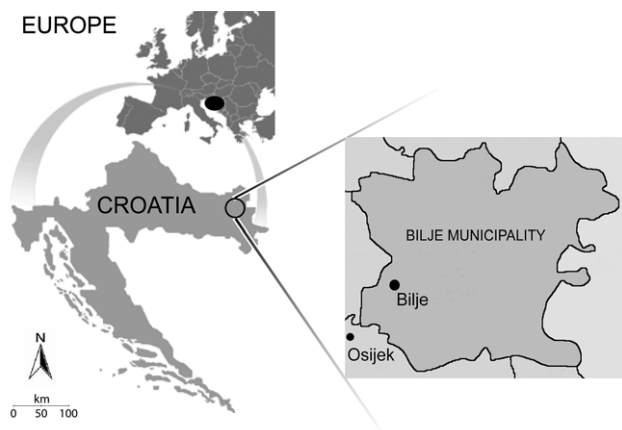 EUROPE
CROATIA
BILJE MUNICIPALITY
Bilje
Osijek
N
km
0 50 100